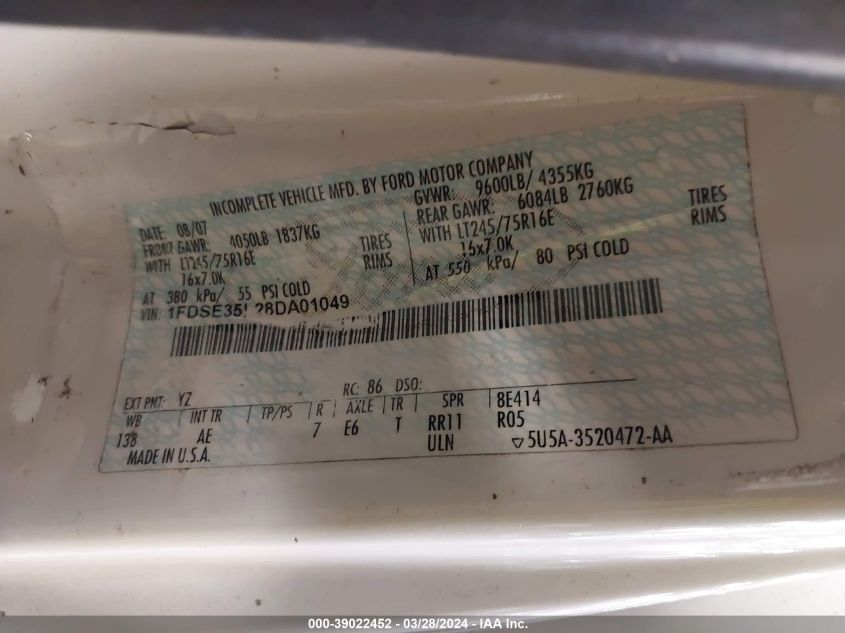 INCOMPLETE VEHICLE MFD. BY FORD MOTOR COMPANY
DATE: 08/07
GVWR: 9600LB/ 4355KG
FRONT GAWR: 4050LB 1837KG
REAR GAWR: 6084LB 2760KG
WITH LT245/75R16E TIRES
WITH LT245/75R16E TIRES
16x7.0K RIMS
16x7.0K RIMS
AT 380 kPa/ 55 PSI COLD
AT 550 kPa/ 80 PSI COLD
VIN: 1FDSE35 28DA01049
EXT PNT: YZ RC: 86 DSO:
WB INT TR TP/PS R AXLE TR SPR 8E414
138 AE 7 E6 T RR11 R05
ULN ▽5U5A-3520472-AA
MADE IN U.S.A.
000-39022452 - 03/28/2024 - IAA Inc.